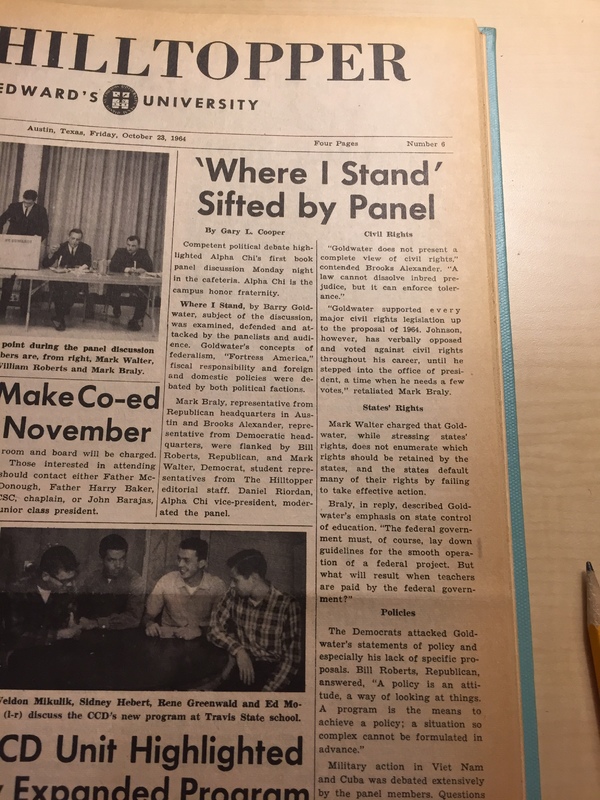 HILLTOPPER
EDWARD'S UNIVERSITY
Austin, Texas, Friday, October 23, 1964
Four Pages
Number 6
point during the panel discussion
bers are, from right, Mark Walter,
William Roberts and Mark Braly.
Make Co-ed
November
room and board will be charged.
Those interested in attending
should contact either Father Mc-
Donough, Father Harry Baker,
CSC, chaplain, or John Barajas,
unior class president.
'Where I Stand'
Sifted by Panel
By Gary L. Cooper
Competent political debate high-
lighted Alpha Chi's first book
panel discussion Monday night
in the cafeteria. Alpha Chi is the
campus honor fraternity.
Where I Stand, by Barry Gold-
water, subject of the discussion,
was examined, defended and at-
tacked by the panelists and audi-
ence. Goldwater's concepts of
federalism, "Fortress America,"
fiscal responsibility and foreign
and domestic policies were de-
bated by both political factions.
Mark Braly, representative from
Republican headquarters in Aus-
tin and Brooks Alexander, repre-
sentative from Democratic head-
quarters, were flanked by Bill
Roberts, Republican, and Mark
Walter, Democrat, student repre-
sentatives from The Hilltopper
editorial staff. Daniel Riordan,
Alpha Chi vice-president, moder-
ated the panel.
Civil Rights
"Goldwater does not present a
complete view of civil rights,"
contended Brooks Alexander. "A
law cannot dissolve inbred pre-
judice, but it can enforce toler-
ance."
"Goldwater supported every
major civil rights legislation up
to the proposal of 1964. Johnson,
however, has verbally opposed
and voted against civil rights
throughout his career, until he
stepped into the office of presi-
dent, a time when he needs a few
votes," retaliated Mark Braly.
States' Rights
Mark Walter charged that Gold-
water, while stressing states'
rights, does not enumerate which
rights should be retained by the
states, and the states default
many of their rights by failing
to take effective action.
Braly, in reply, described Gold-
water's emphasis on state control
of education. "The federal govern-
ment must, of course, lay down
guidelines for the smooth opera-
tion of a federal project. But
what will result when teachers
are paid by the federal govern-
ment?"
Policies
The Democrats attacked Gold-
water's statements of policy and
especially his lack of specific pro-
posals. Bill Roberts, Republican,
answered, "A policy is an atti-
tude, a way of looking at things.
A program is the means to
achieve a policy; a situation so
complex cannot be formulated in
advance."
Military action in Viet Nam
and Cuba was debated extensively
by the panel members. Questions
Veldon Mikulik, Sidney Hebert, Rene Greenwald and Ed Mo-
(l-r) discuss the CCD's new program at Travis State school.
CD Unit Highlighted
y Expanded Program